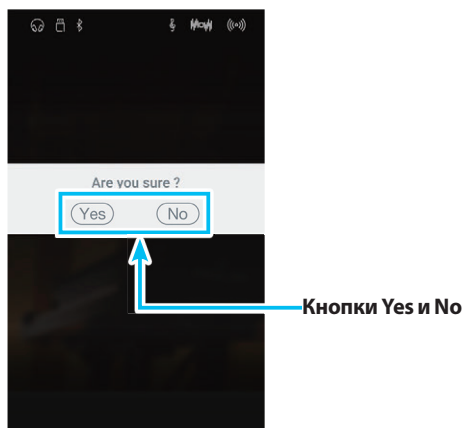 Are you sure ?
Yes No
Кнопки Yes и No